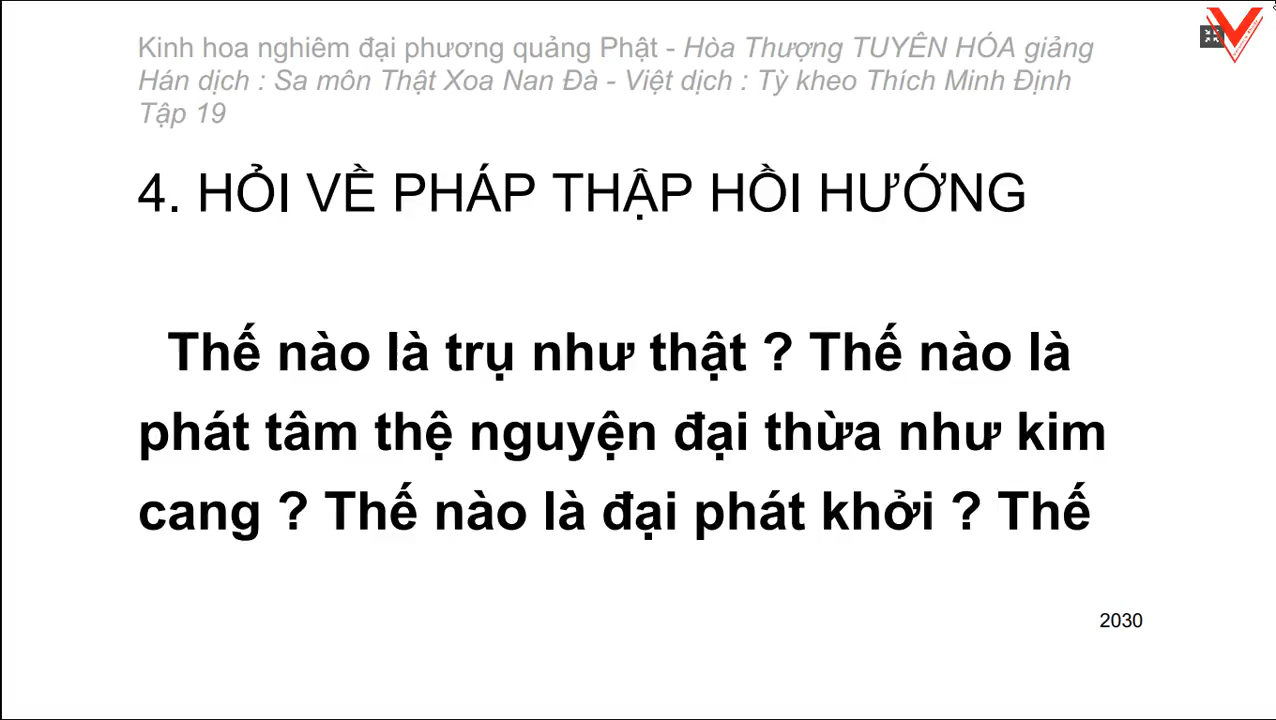 Kinh hoa nghiêm đại phương quảng Phật - Hòa Thượng TUYÊN HÓA giảng
Hán dịch : Sa môn Thật Xoa Nan Đà - Việt dịch : Tỳ kheo Thích Minh Định
Tập 19
4. HỎI VỀ PHÁP THẬP HỒI HƯỚNG
Thế nào là trụ như thật ? Thế nào là
phát tâm thệ nguyện đại thừa như kim
cang ? Thế nào là đại phát khởi ? Thế
2030